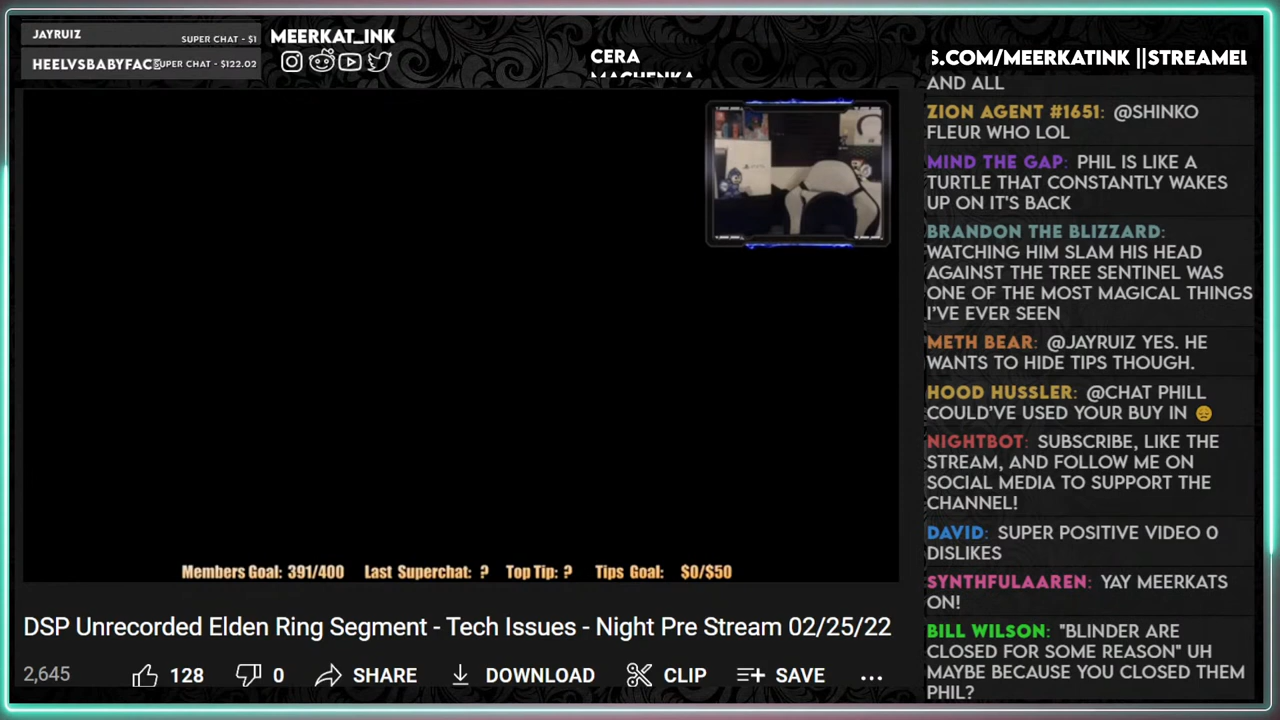 JAYRUIZ SUPER CHAT - $1
HEELVSBABYFAC SUPER CHAT - $122.02
MEERKAT_INK
CERA
MACHENKA
S.COM/MEERKATINK ||STREAMEL
AND ALL
ZION AGENT #1651: @SHINKO
FLEUR WHO LOL
MIND THE GAP: PHIL IS LIKE A
TURTLE THAT CONSTANTLY WAKES
UP ON IT'S BACK
BRANDON THE BLIZZARD:
WATCHING HIM SLAM HIS HEAD
AGAINST THE TREE SENTINEL WAS
ONE OF THE MOST MAGICAL THINGS
I'VE EVER SEEN
METH BEAR: @JAYRUIZ YES. HE
WANTS TO HIDE TIPS THOUGH.
HOOD HUSSLER: @CHAT PHILL
COULD'VE USED YOUR BUY IN 😔
NIGHTBOT: SUBSCRIBE, LIKE THE
STREAM, AND FOLLOW ME ON
SOCIAL MEDIA TO SUPPORT THE
CHANNEL!
DAVID: SUPER POSITIVE VIDEO 0
DISLIKES
SYNTHFULAAREN: YAY MEERKATS
ON!
BILL WILSON: "BLINDER ARE
CLOSED FOR SOME REASON" UH
MAYBE BECAUSE YOU CLOSED THEM
PHIL?
Members Goal: 391/400 Last Superchat: ? Top Tip: ? Tips Goal: $0/$50
DSP Unrecorded Elden Ring Segment - Tech Issues - Night Pre Stream 02/25/22
2,645 128 0 SHARE DOWNLOAD CLIP SAVE ...